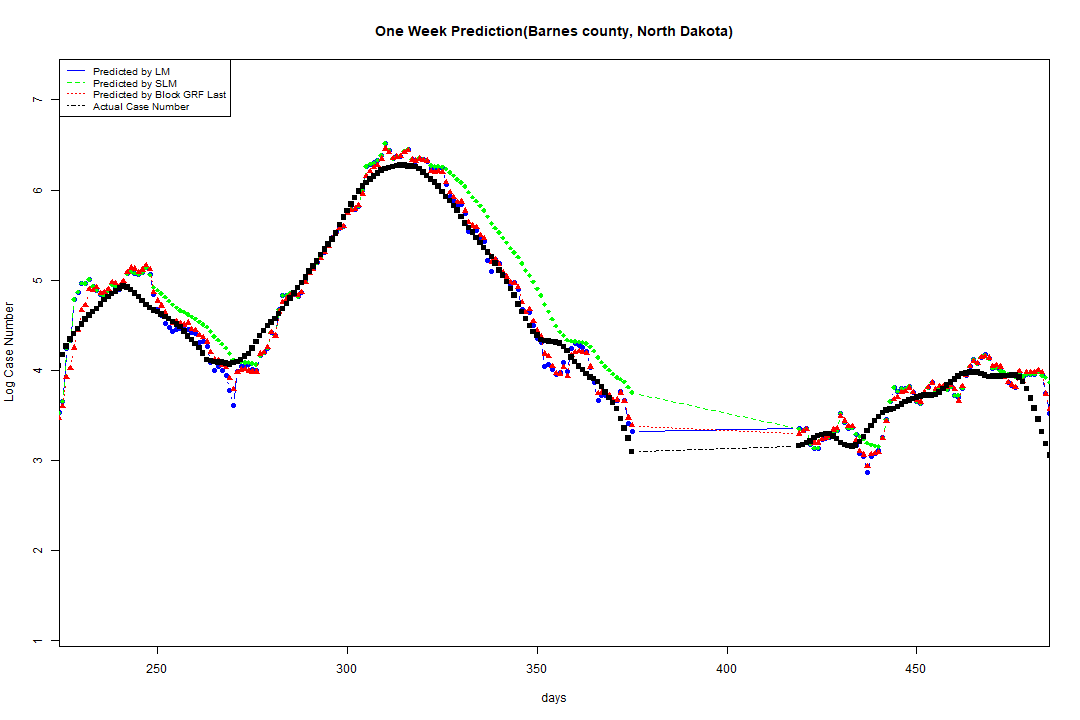 One Week Prediction(Barnes county, North Dakota)
Predicted by LM
Predicted by SLM
Predicted by Block GRF Last
Actual Case Number
7
6
5
4
3
2
1
Log Case Number
250 300 350 400 450
days